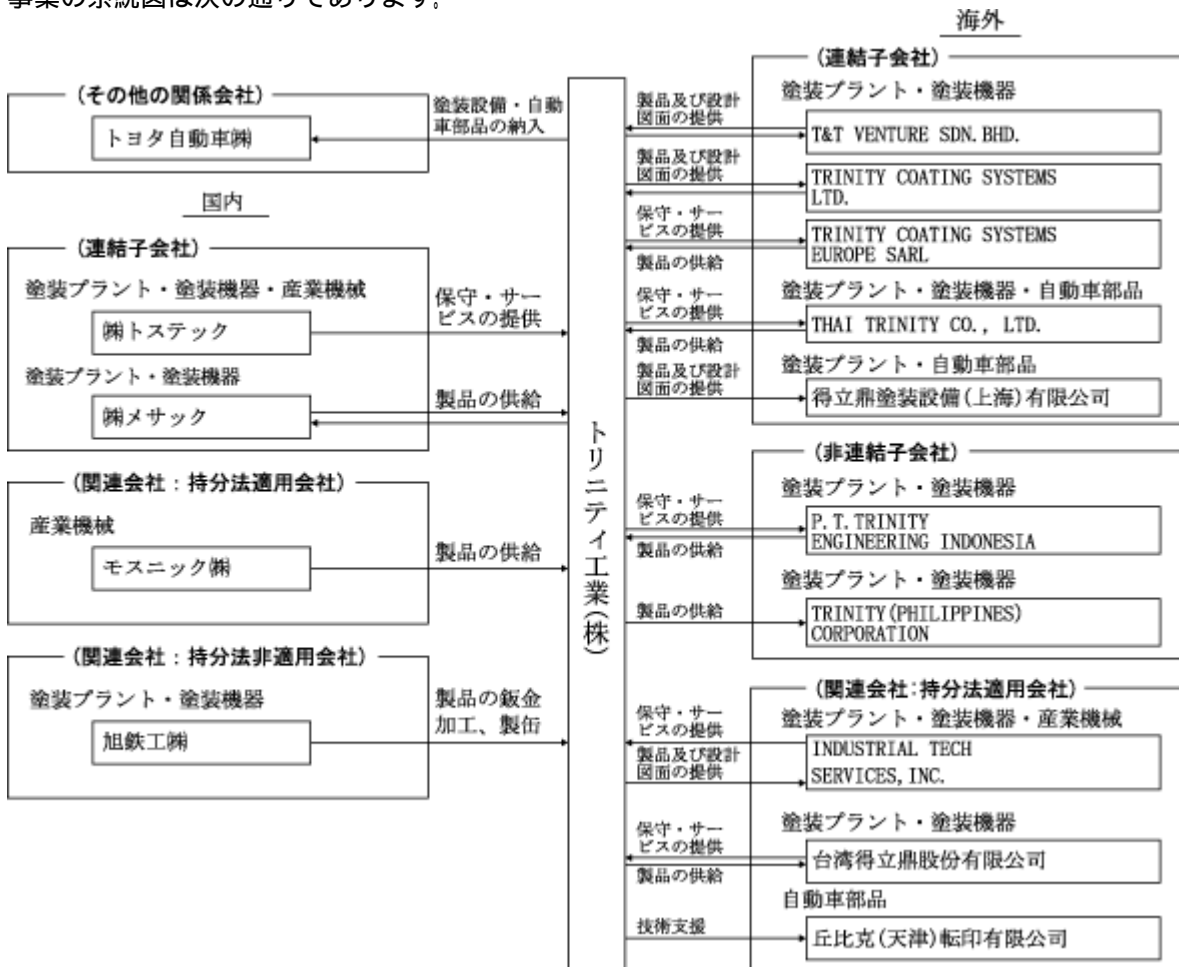 事業の系統図は次の通りであります。
海外
(その他の関係会社)
トヨタ自動車㈱
塗装設備・自動
車部品の納入
国内
(連結子会社)
塗装プラント・塗装機器・産業機械
㈱トステック
保守・サー
ビスの提供
塗装プラント・塗装機器
㈱メサック
製品の供給
(関連会社:持分法適用会社)
産業機械
モスニック㈱
製品の供給
(関連会社:持分法非適用会社)
塗装プラント・塗装機器
旭鉄工㈱
製品の鈑金
加工、製缶
トリニティ工業(株)
(連結子会社)
塗装プラント・塗装機器
製品及び設計
図面の提供
T&T VENTURE SDN.BHD.
製品及び設計
図面の提供
TRINITY COATING SYSTEMS
LTD.
保守・サー
ビスの提供
製品の供給
TRINITY COATING SYSTEMS
EUROPE SARL
塗装プラント・塗装機器・自動車部品
保守・サー
ビスの提供
製品の供給
THAI TRINITY CO., LTD.
塗装プラント・自動車部品
製品及び設計
図面の提供
得立鼎塗装設備(上海)有限公司
(非連結子会社)
塗装プラント・塗装機器
保守・サー
ビスの提供
製品の供給
P.T.TRINITY
ENGINEERING INDONESIA
塗装プラント・塗装機器
製品の供給
TRINITY(PHILIPPINES)
CORPORATION
(関連会社:持分法適用会社)
塗装プラント・塗装機器・産業機械
保守・サー
ビスの提供
製品及び設計
図面の提供
INDUSTRIAL TECH
SERVICES,INC.
塗装プラント・塗装機器
保守・サー
ビスの提供
製品の供給
台湾得立鼎股份有限公司
自動車部品
技術支援
丘比克(天津)転印有限公司